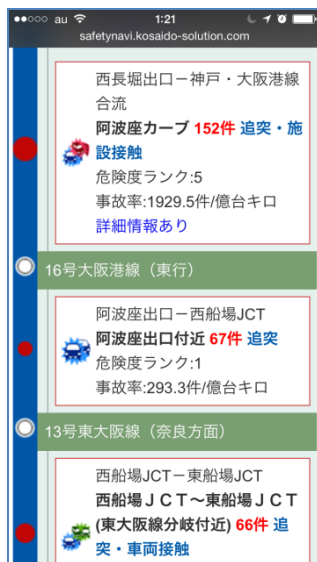 au 1:21
safetynavi.kosaido-solution.com
西長堀出口－神戸・大阪港線
合流
阿波座カーブ 152件 追突・施
設接触
危険度ランク:5
事故率:1929.5件/億台キロ
詳細情報あり
16号大阪港線（東行）
阿波座出口－西船場JCT
阿波座出口付近 67件 追突
危険度ランク:1
事故率:293.3件/億台キロ
13号東大阪線（奈良方面）
西船場JCT－東船場JCT
西船場ＪＣＴ～東船場ＪＣＴ
(東大阪線分岐付近) 66件 追
突・車両接触